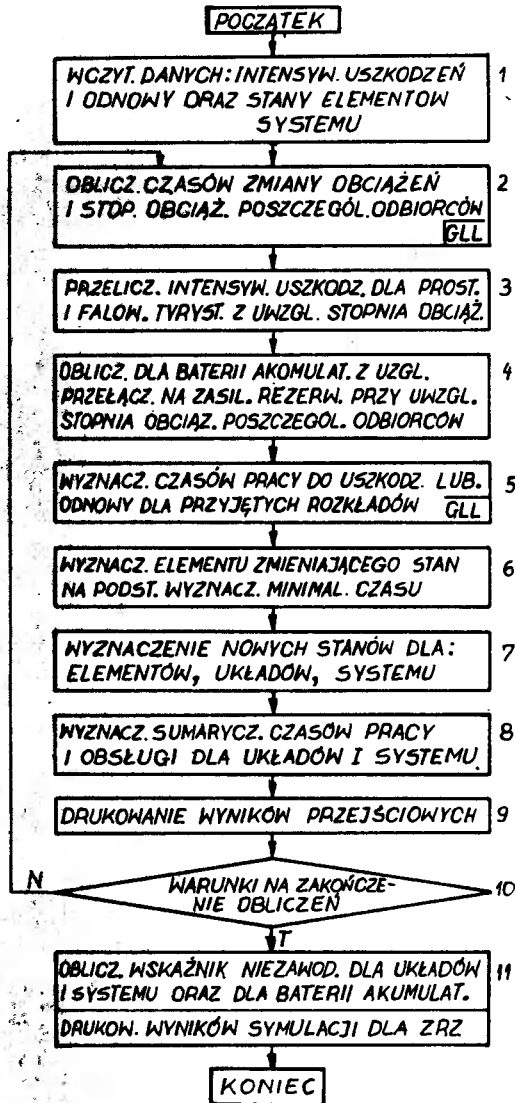 POCZĄTEK
WCZYT. DANYCH: INTENSYW. USZKODZEŃ 1
I ODNOWY ORAZ STANY ELEMENTOW
SYSTEMU
OBLICZ. CZASÓW ZMIANY OBCIĄŻEŃ 2
I STOP. OBCIĄŻ. POSZCZEGÓL. ODBIORCÓW
GLL
PRZELICZ. INTENSYW. USZKODZ. DLA PROST. 3
I FALOW. TYRYST. Z UWZGL. STOPNIA OBCIĄŻ.
OBLICZ. DLA BATERII AKOMULAT. Z UZGL. 4
PRZEŁĄCZ. NA ZASIL. REZERW. PRZY UWZGL.
STOPNIA OBCIĄŻ. POSZCZEGÓL. ODBIORCÓW
WYZNACZ. CZASÓW PRACY DO USZKODZ. LUB. 5
ODNOWY DLA PRZYJĘTYCH ROZKŁADÓW GLL
WYZNACZ. ELEMENTU ZMIENIAJĄCEGO STAN 6
NA PODST. WYZNACZ. MINIMAL. CZASU
WYZNACZENIE NOWYCH STANÓW DLA: 7
ELEMENTÓW, UKŁADÓW, SYSTEMU
WYZNACZ. SUMARYCZ. CZASÓW PRACY 8
I OBSŁUGI DLA UKŁADÓW I SYSTEMU
DRUKOWANIE WYNIKÓW PRZEJŚCIOWYCH 9
N
WARUNKI NA ZAKOŃCZE- 10
NIE OBLICZEŃ
T
OBLICZ. WSKAŹNIK NIEZAWOD. DLA UKŁADÓW 11
I SYSTEMU ORAZ DLA BATERII AKUMULAT.
DRUKOW. WYNIKÓW SYMULACJI DLA ZRZ
KONIEC